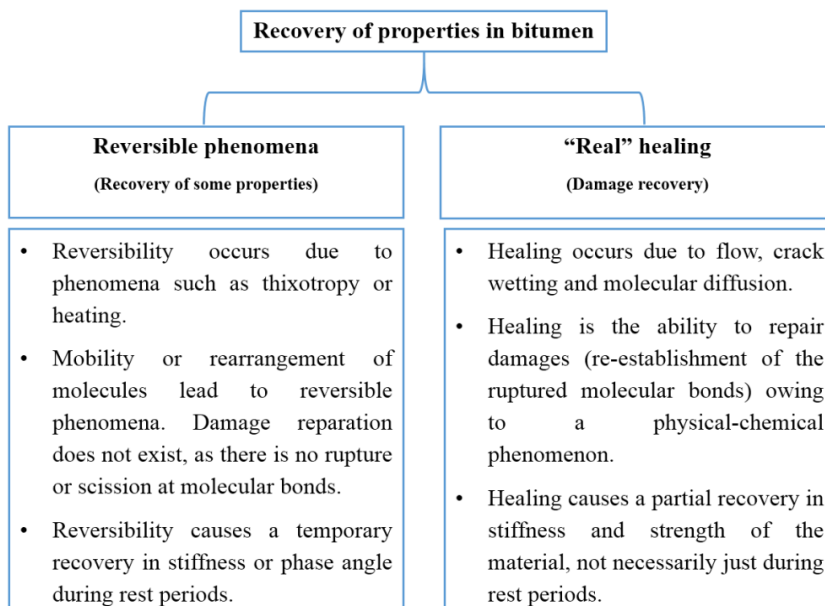 Recovery of properties in bitumen
Reversible phenomena
(Recovery of some properties)
• Reversibility occurs due to
phenomena such as thixotropy or
heating.
• Mobility or rearrangement of
molecules lead to reversible
phenomena. Damage reparation
does not exist, as there is no rupture
or scission at molecular bonds.
• Reversibility causes a temporary
recovery in stiffness or phase angle
during rest periods.
“Real” healing
(Damage recovery)
• Healing occurs due to flow, crack
wetting and molecular diffusion.
• Healing is the ability to repair
damages (re-establishment of the
ruptured molecular bonds) owing
to a physical-chemical
phenomenon.
• Healing causes a partial recovery in
stiffness and strength of the
material, not necessarily just during
rest periods.